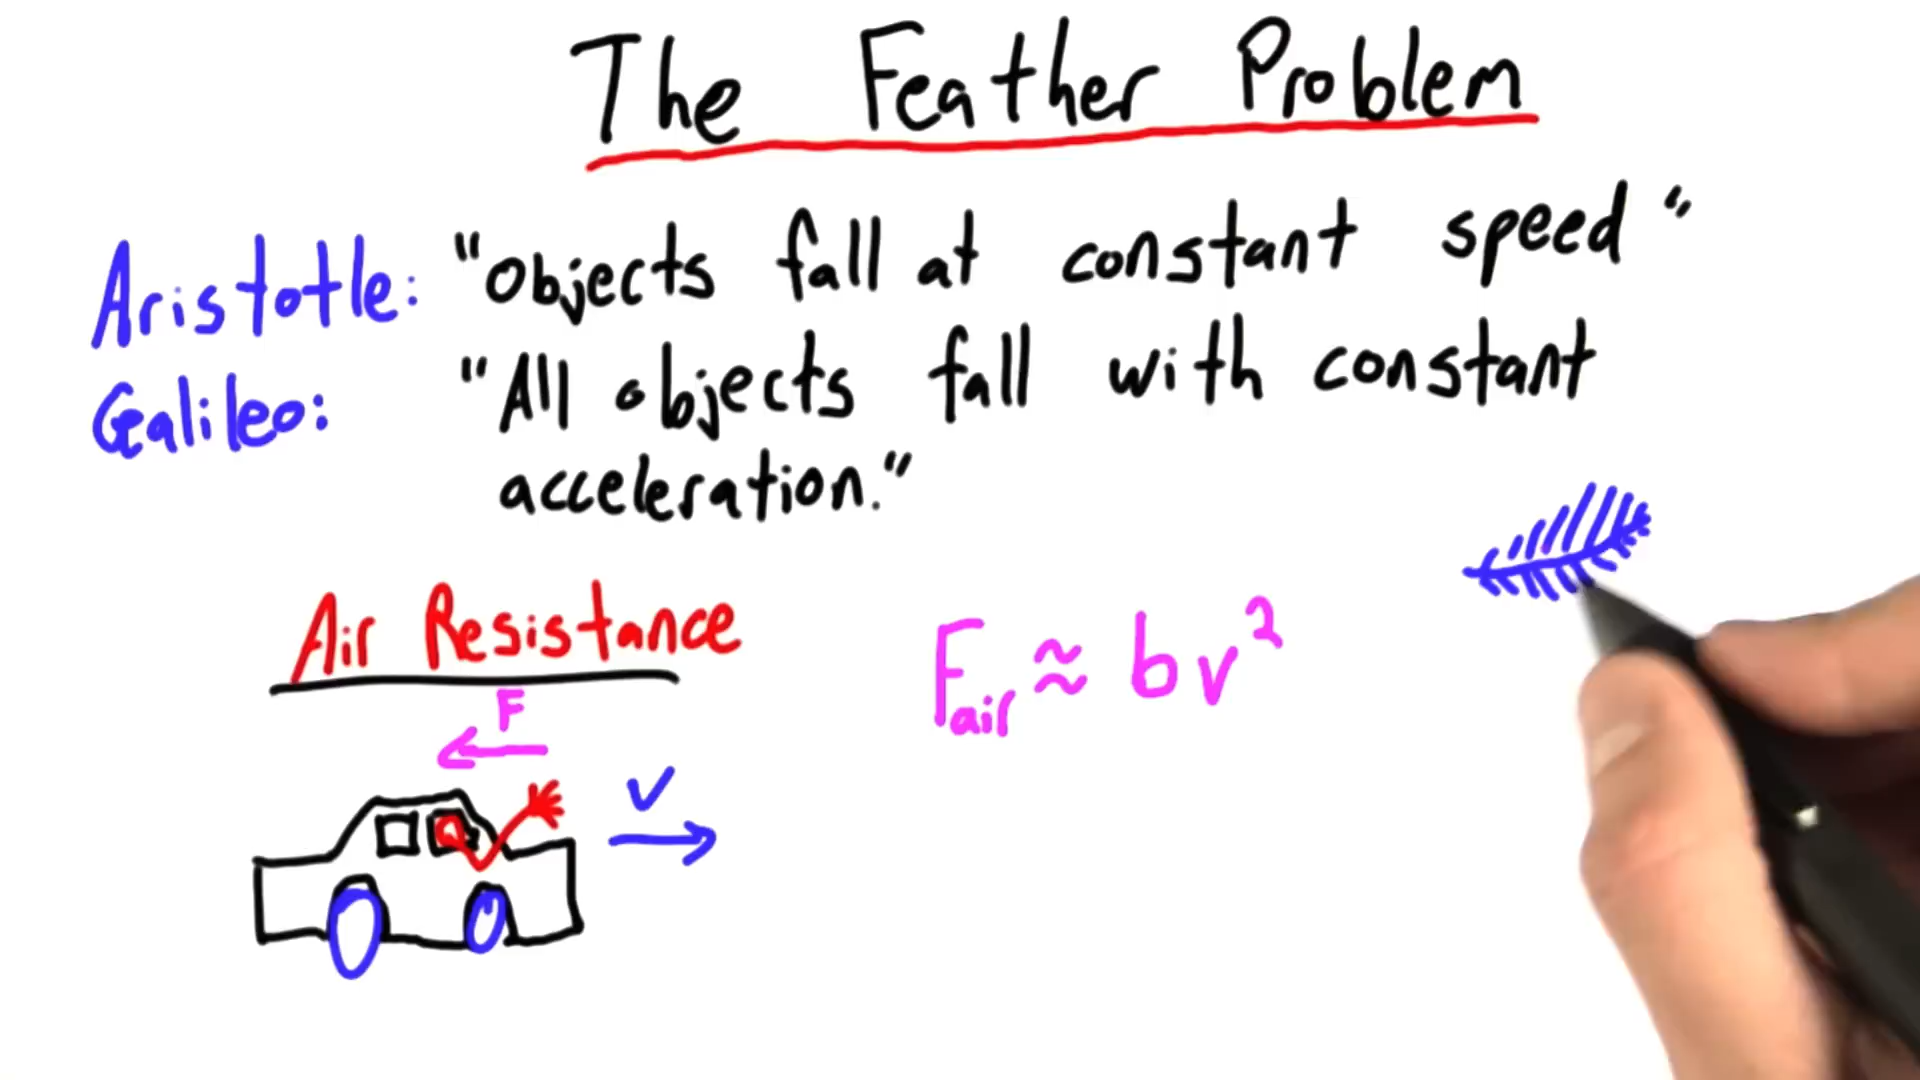 The Feather Problem
Aristotle: "Objects fall at constant speed"
Galileo: "All objects fall with constant
acceleration."
Air Resistance
F
F_air ≈ bv²
v